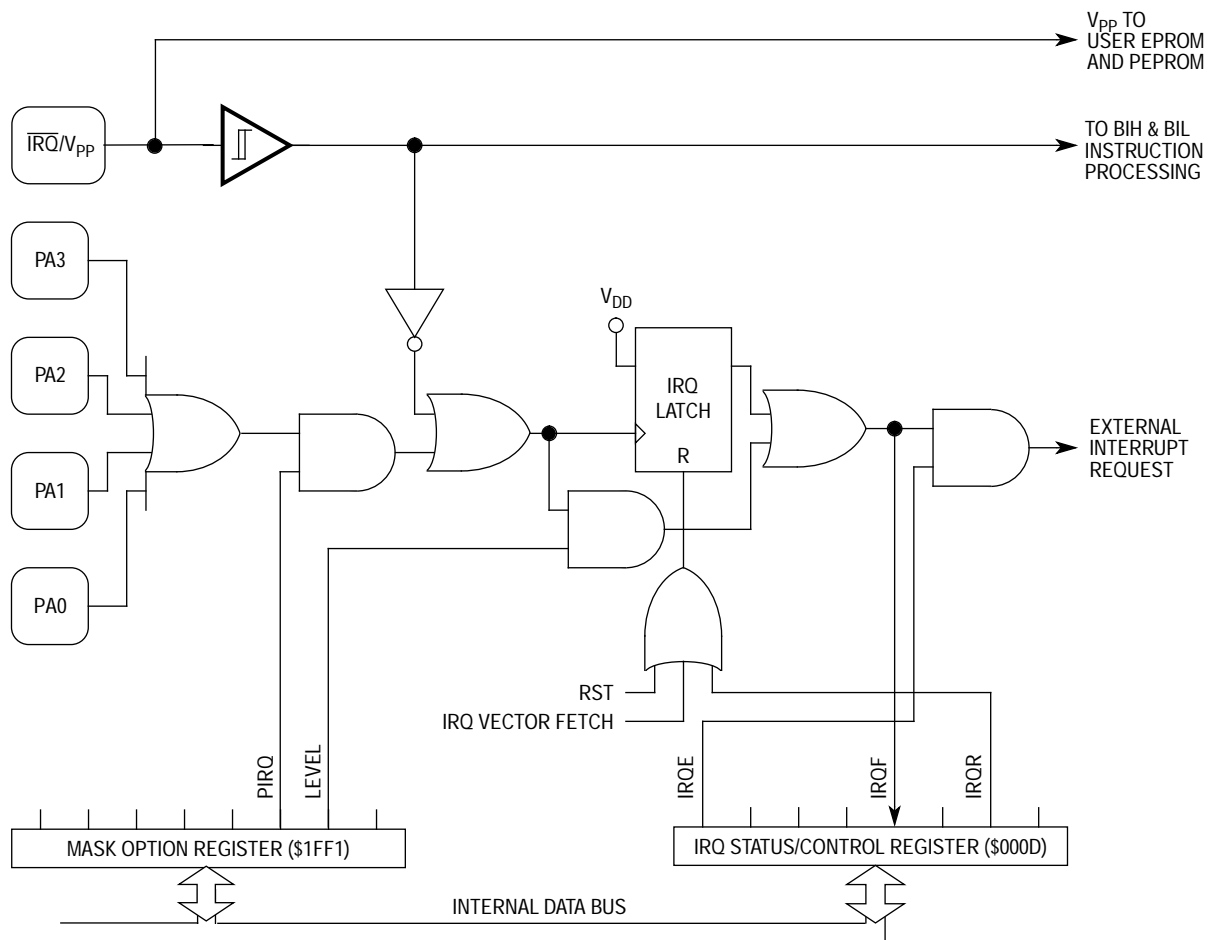 V_PP TO
USER EPROM
AND PEPROM
IRQ/V_PP
TO BIH & BIL
INSTRUCTION
PROCESSING
PA3
V_DD
PA2
IRQ
LATCH
R
EXTERNAL
INTERRUPT
REQUEST
PA1
PA0
RST
IRQ VECTOR FETCH
PIRQ
LEVEL
IRQE
IRQF
IRQR
MASK OPTION REGISTER ($1FF1)
IRQ STATUS/CONTROL REGISTER ($000D)
INTERNAL DATA BUS